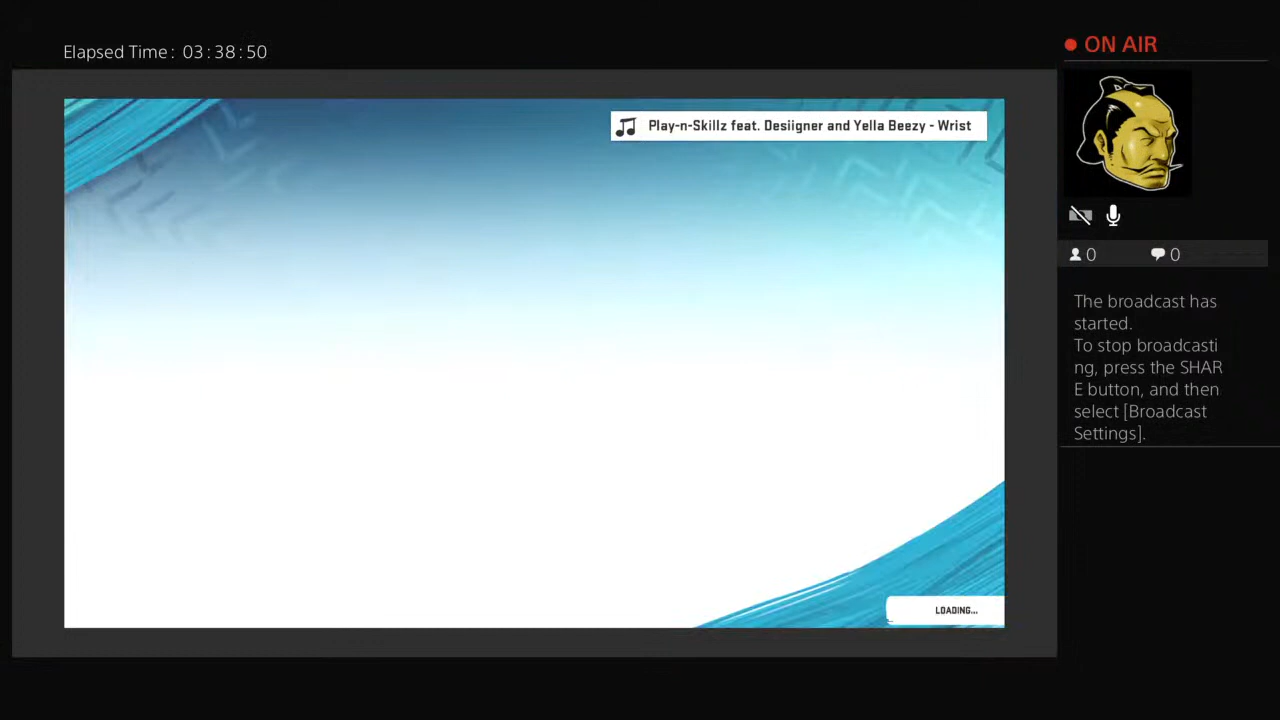 Elapsed Time: 03:38:50
ON AIR
Play-n-Skillz feat. Desiigner and Yella Beezy - Wrist
0 0
The broadcast has
started.
To stop broadcasti
ng, press the SHAR
E button, and then
select [Broadcast
Settings].
LOADING...